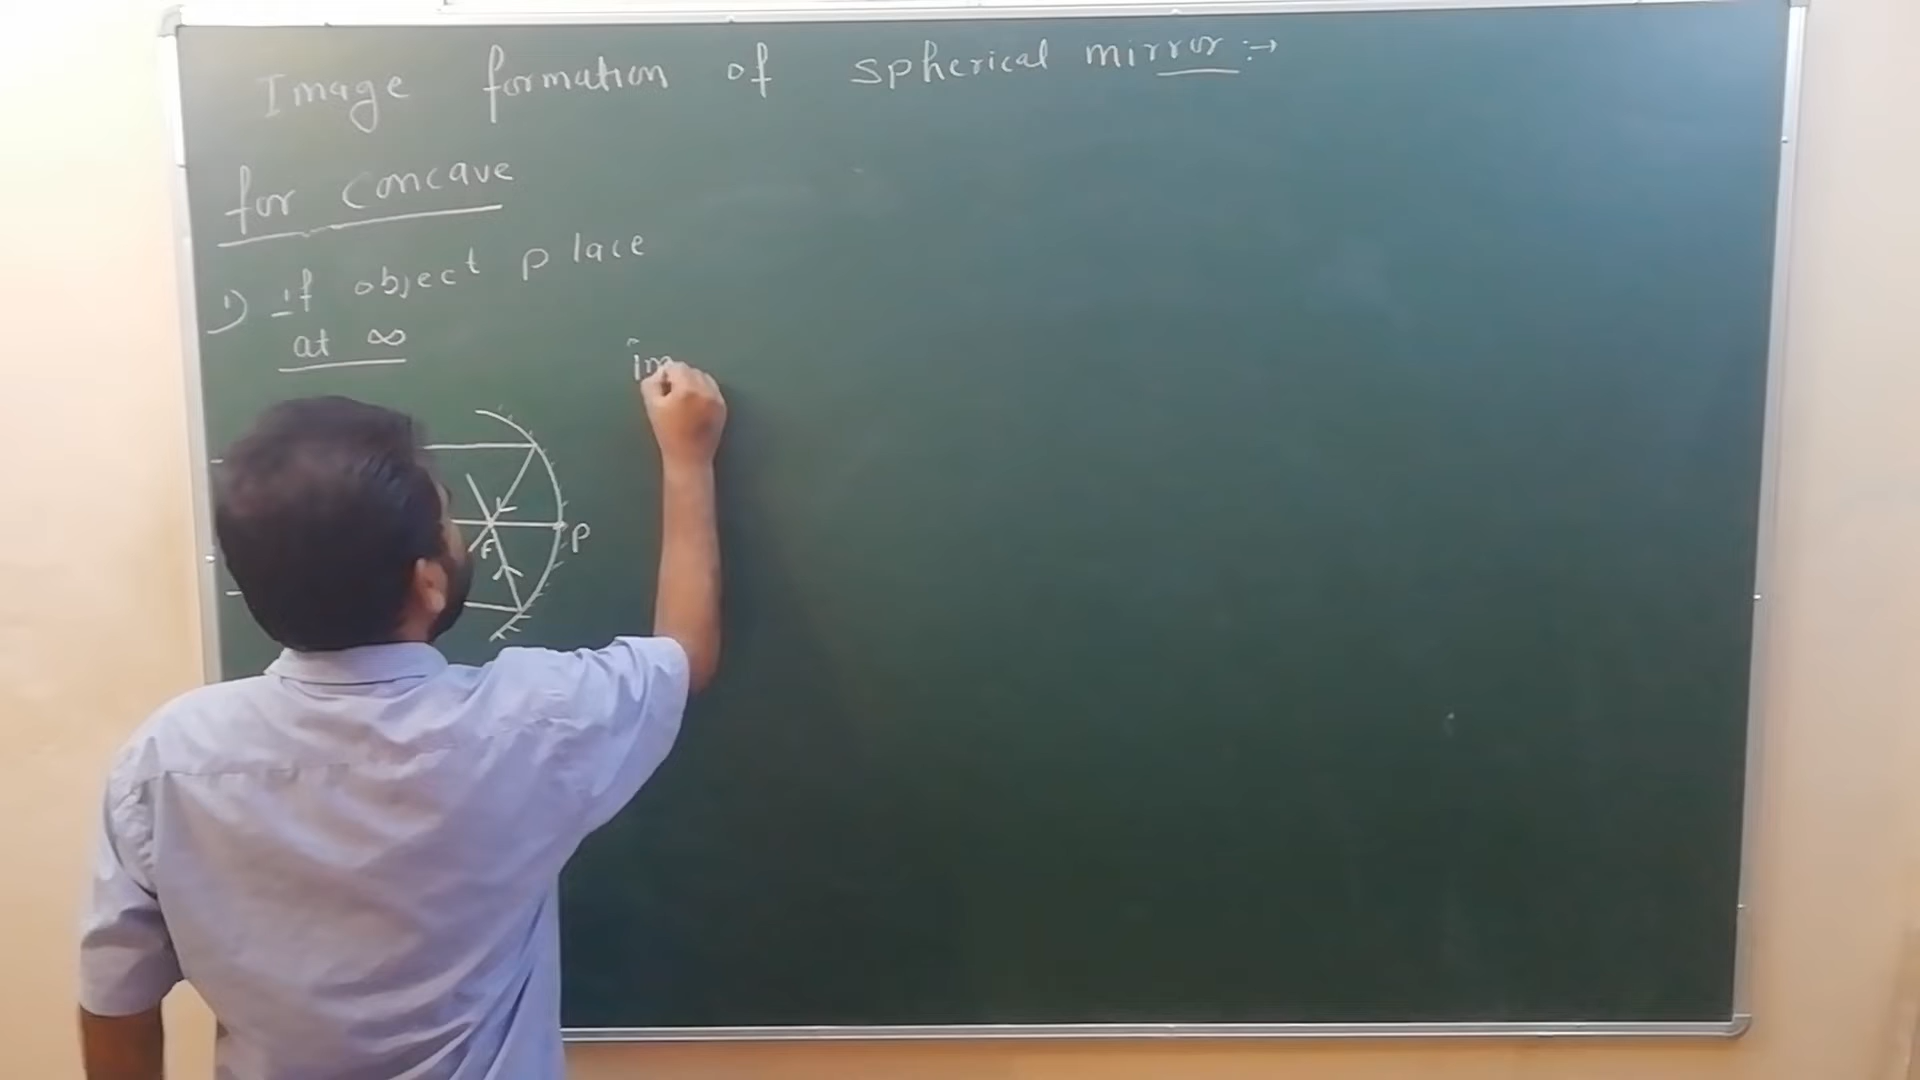 Image formation of spherical mirror :→
for concave
1) If object place
at ∞
im
F
P